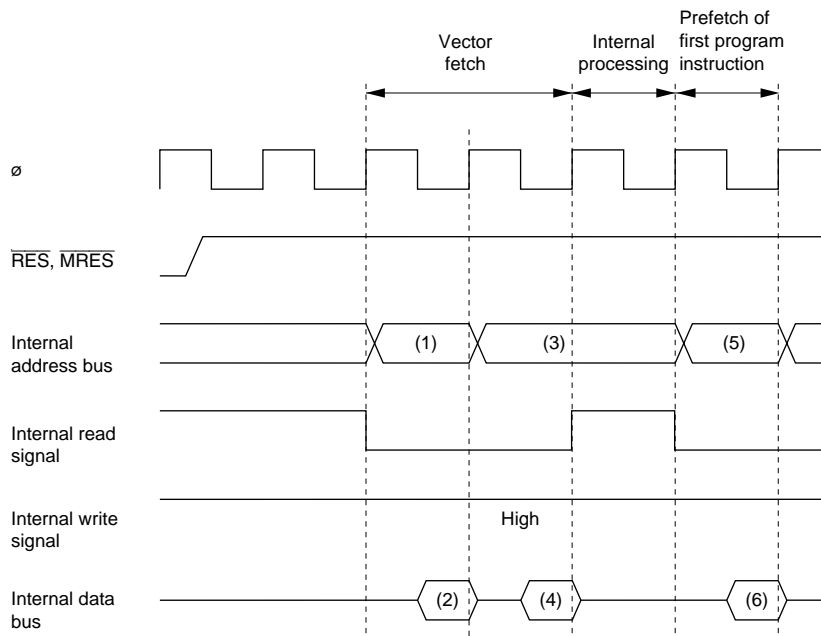 Vector
fetch
Internal
processing
Prefetch of
first program
instruction
ø
RES, MRES
Internal
address bus
(1)
(3)
(5)
Internal read
signal
Internal write
signal
High
Internal data
bus
(2)
(4)
(6)